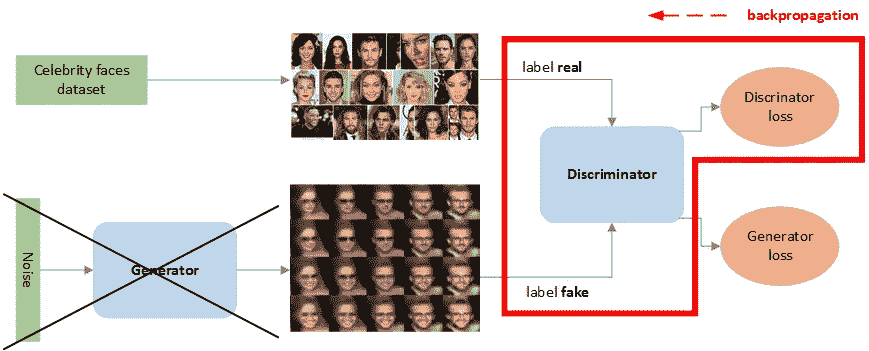 backpropagation
Celebrity faces
dataset
label real
Discrinator
loss
Discriminator
Noise
Generator
Generator
loss
label fake